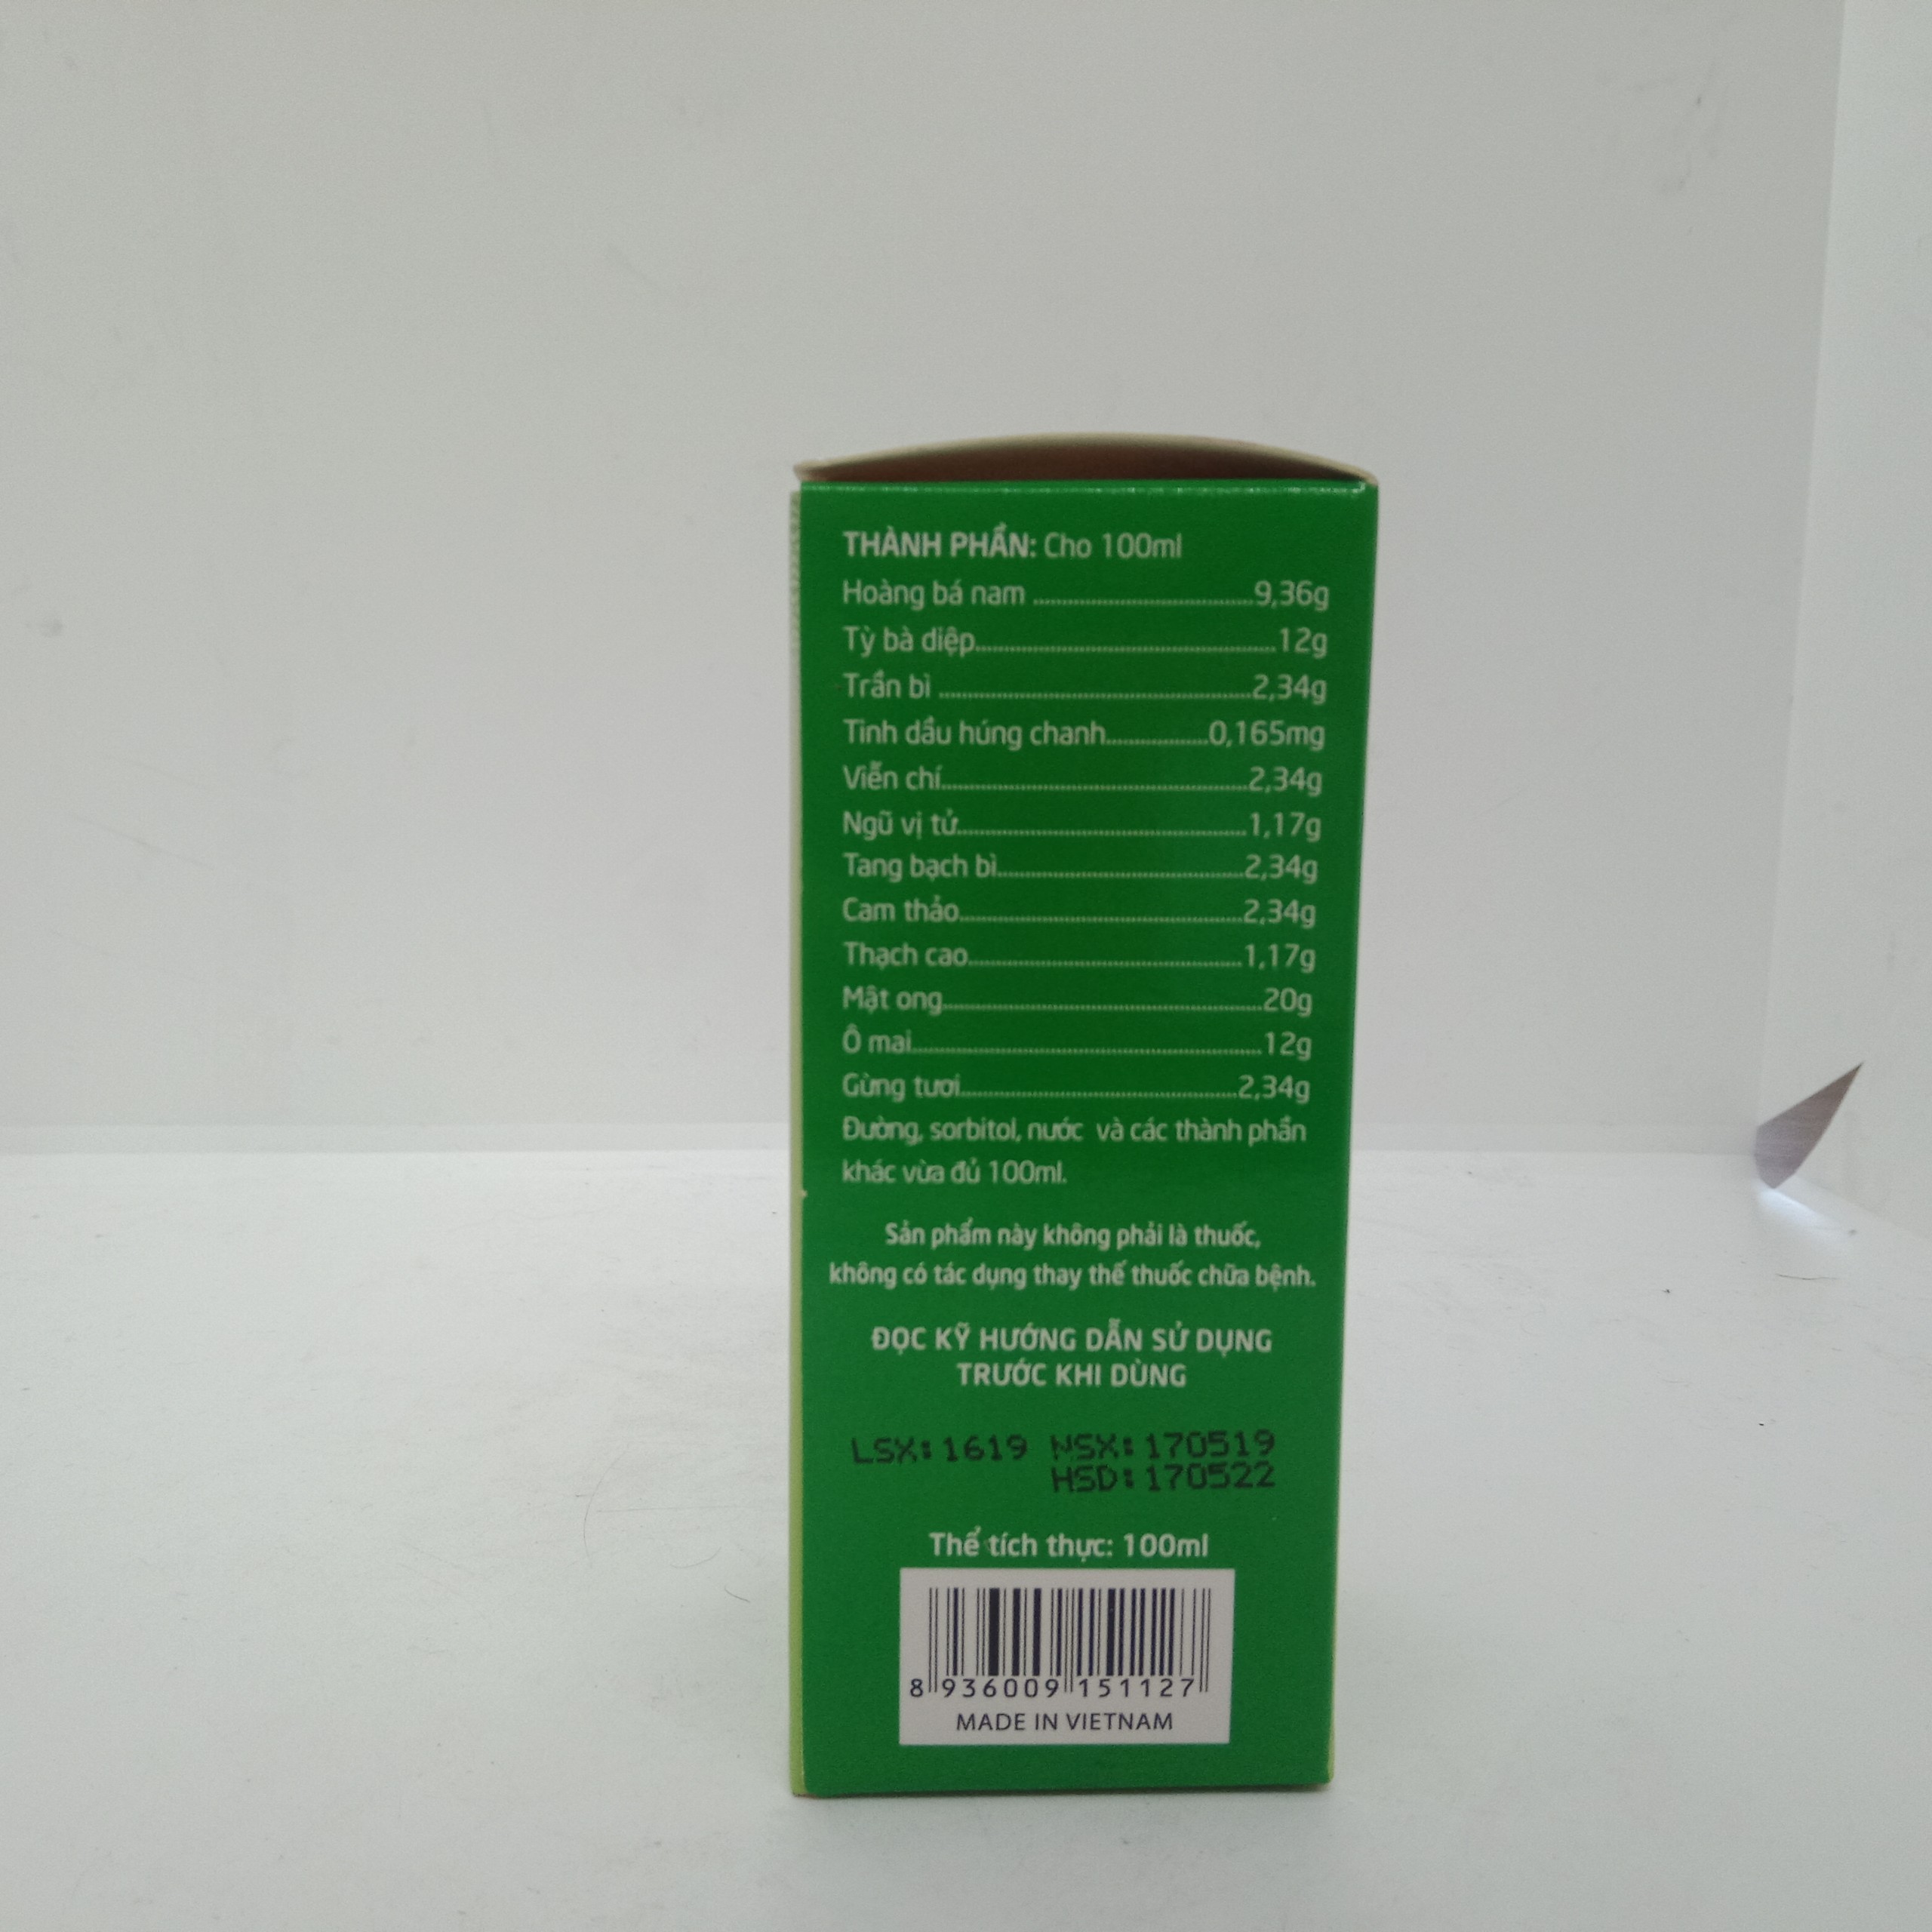 THÀNH PHẦN: Cho 100ml
Hoàng bá nam ........................................9,36g
Tỳ bà diệp........................................12g
Trần bì ........................................2,34g
Tinh dầu húng chanh....................0,165mg
Viễn chí........................................2,34g
Ngũ vị tử........................................1,17g
Tang bạch bì........................................2,34g
Cam thảo........................................2,34g
Thạch cao........................................1,17g
Mật ong........................................20g
Ô mai........................................12g
Gừng tươi........................................2,34g
Đường, sorbitol, nước và các thành phần
khác vừa đủ 100ml.
Sản phẩm này không phải là thuốc,
không có tác dụng thay thế thuốc chữa bệnh.
ĐỌC KỸ HƯỚNG DẪN SỬ DỤNG
TRƯỚC KHI DÙNG
LSX: 1619 NSX: 170519
HSD: 170522
Thể tích thực: 100ml
8 936009 151127
MADE IN VIETNAM